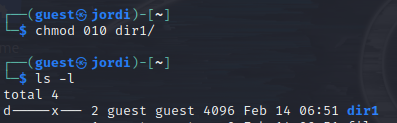 ┌──(guest㉿jordi)-[~]
└─$ chmod 010 dir1/
┌──(guest㉿jordi)-[~]
└─$ ls -l
total 4
d-----x--- 2 guest guest 4096 Feb 14 06:51 dir1